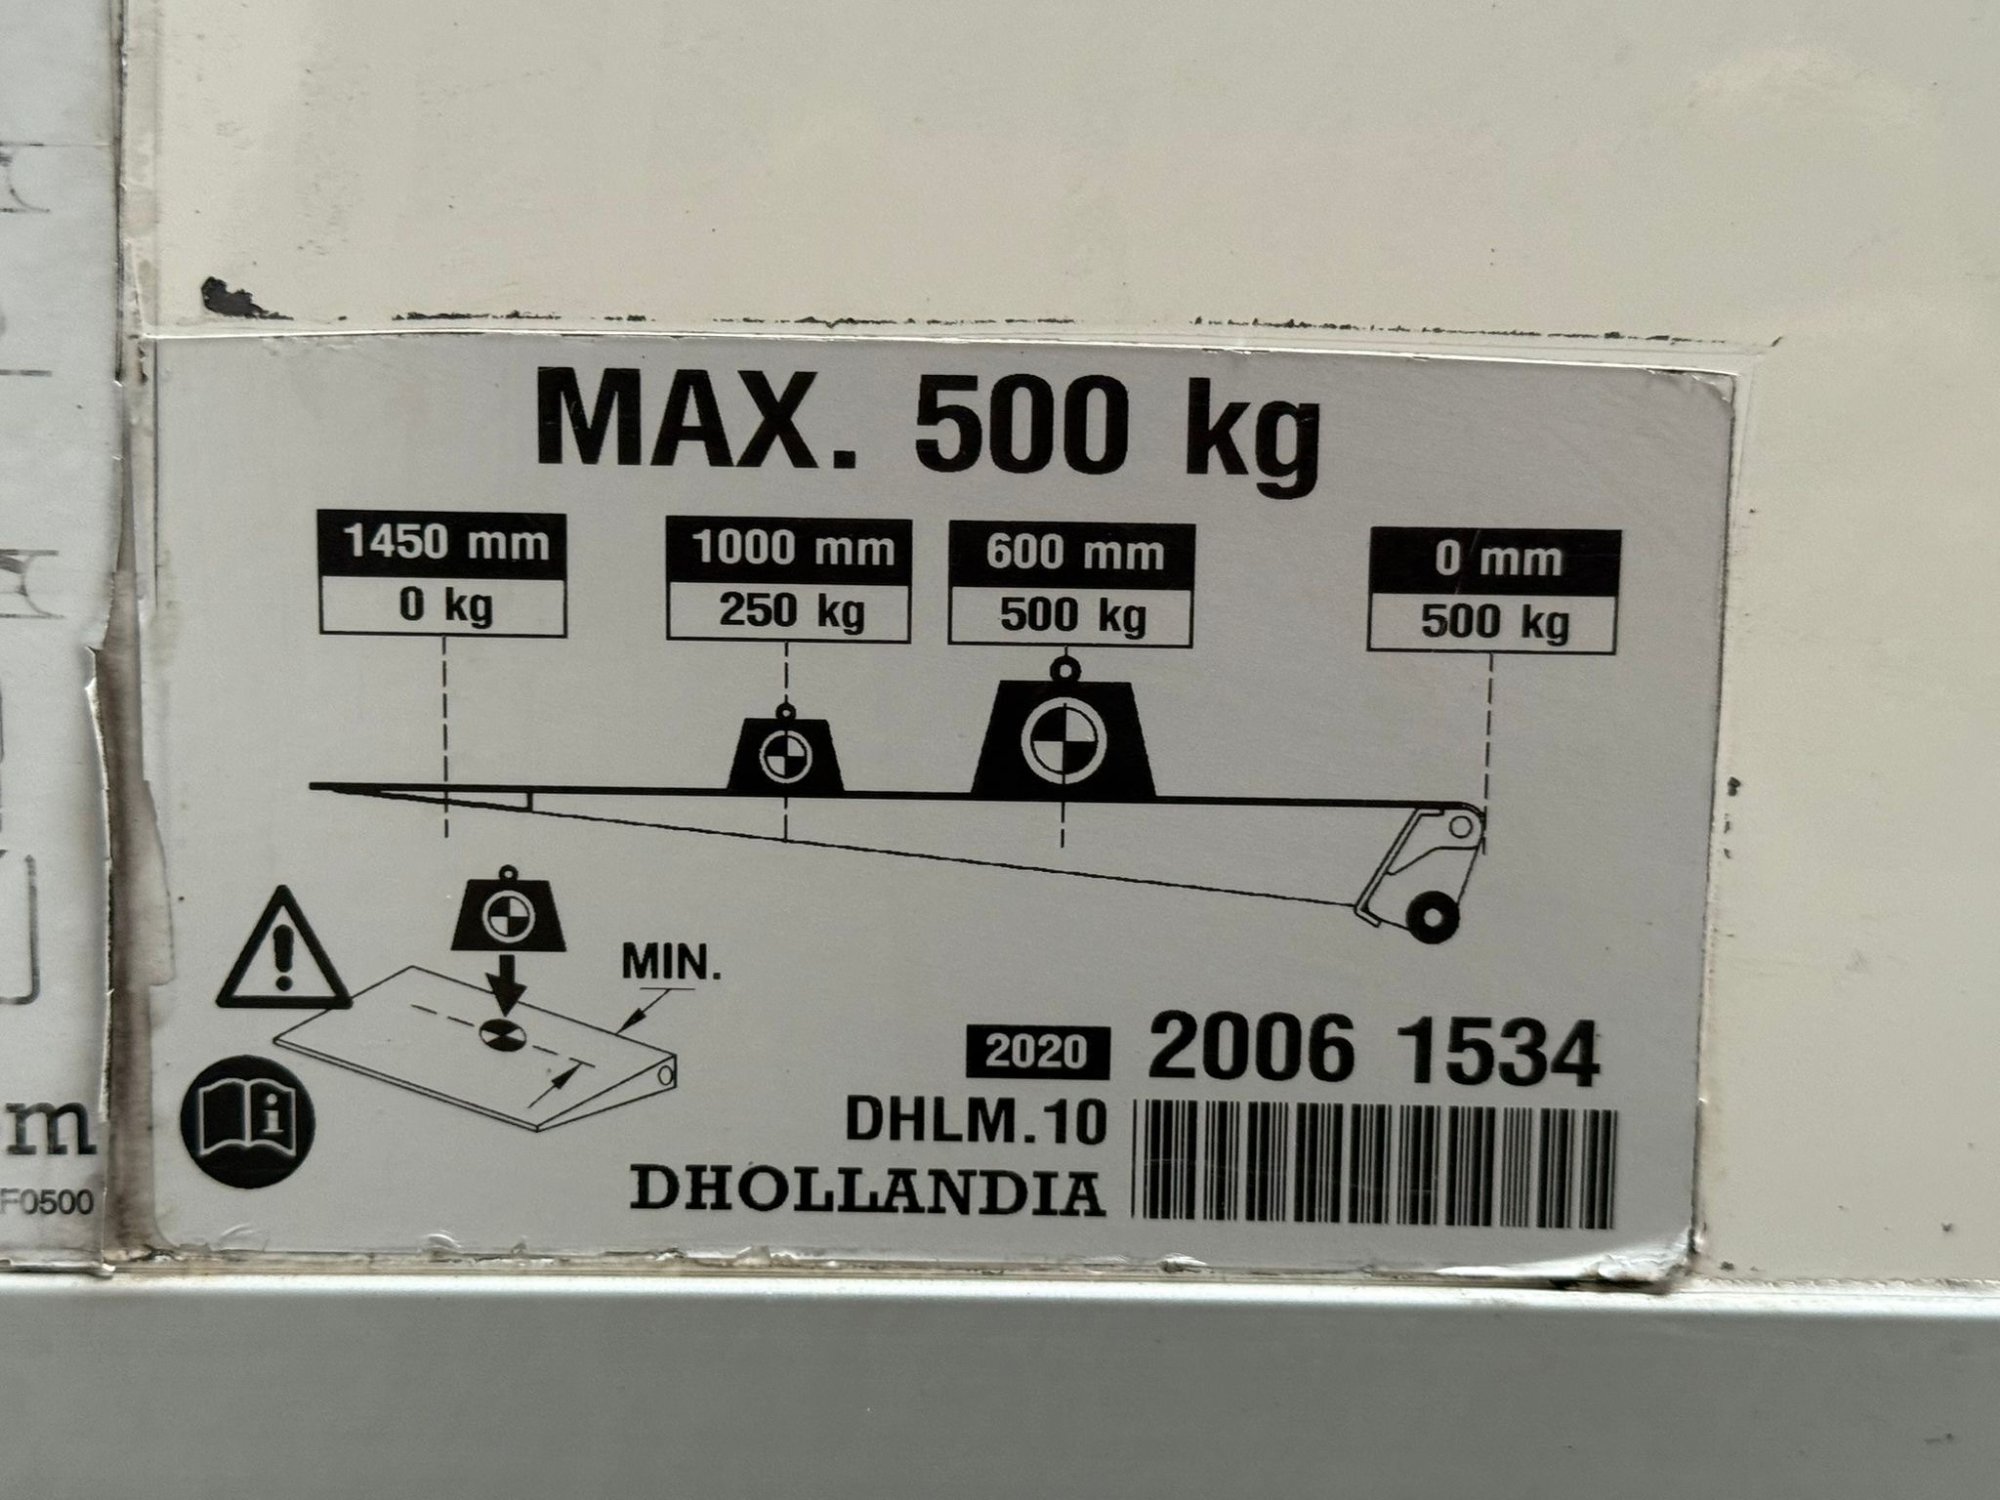 MAX. 500 kg
1450 mm
0 kg
1000 mm
250 kg
600 mm
500 kg
0 mm
500 kg
MIN.
2020 2006 1534
DHLM.10
DHOLLANDIA
m
F0500